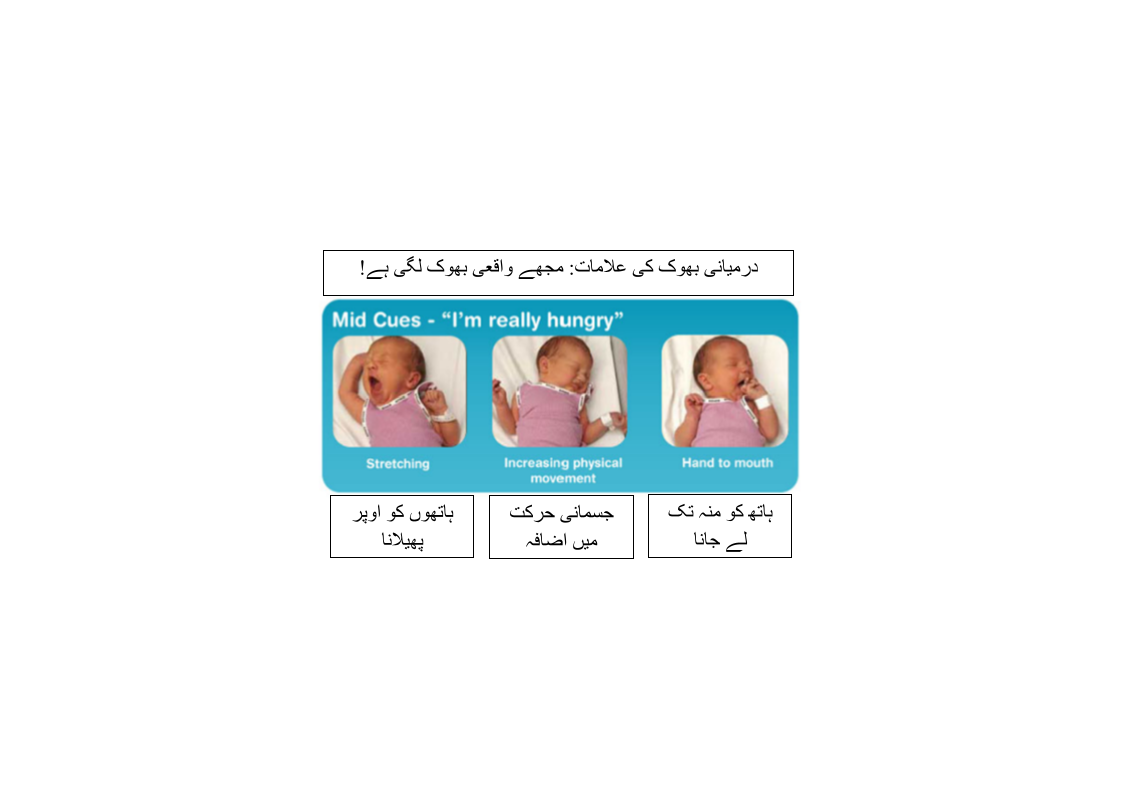 درمیانی بھوک کی علامات: مجھے واقعی بھوک لگی ہے!
Mid Cues - “I’m really hungry”
Stretching
Increasing physical
movement
Hand to mouth
ہاتھوں کو اوپر
پھیلانا
جسمانی حرکت
میں اضافہ
ہاتھ کو منہ تک
لے جانا